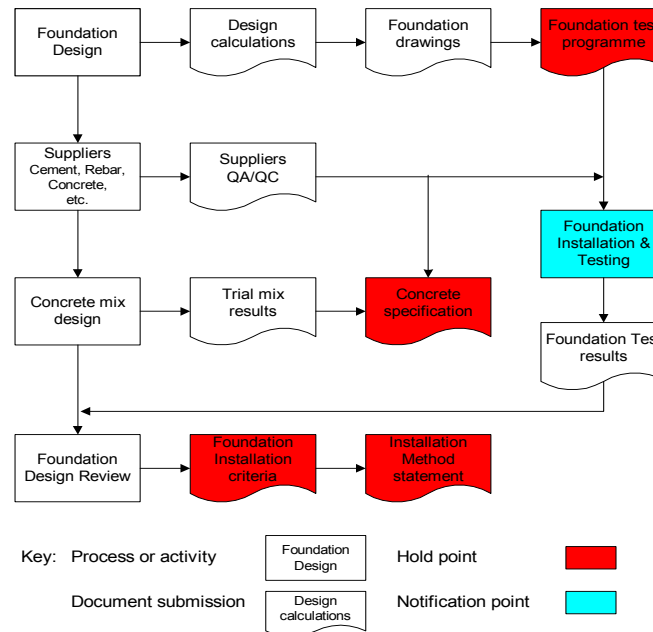 Foundation
Design
Design
calculations
Foundation
drawings
Foundation test
programme
Suppliers
Cement, Rebar,
Concrete,
etc.
Suppliers
QA/QC
Foundation
Installation &
Testing
Concrete mix
design
Trial mix
results
Concrete
specification
Foundation Tes
results
Foundation
Design Review
Foundation
Installation
criteria
Installation
Method
statement
Key: Process or activity
Foundation
Design
Hold point
Document submission
Design
calculations
Notification point